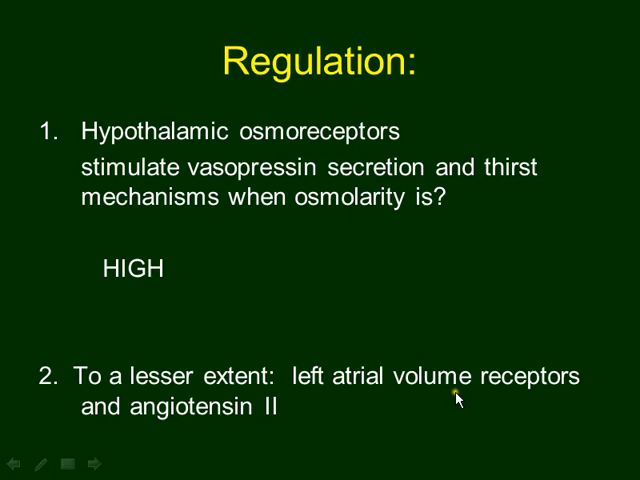 Regulation:
1. Hypothalamic osmoreceptors
stimulate vasopressin secretion and thirst
mechanisms when osmolarity is?
HIGH
2. To a lesser extent: left atrial volume receptors
and angiotensin II